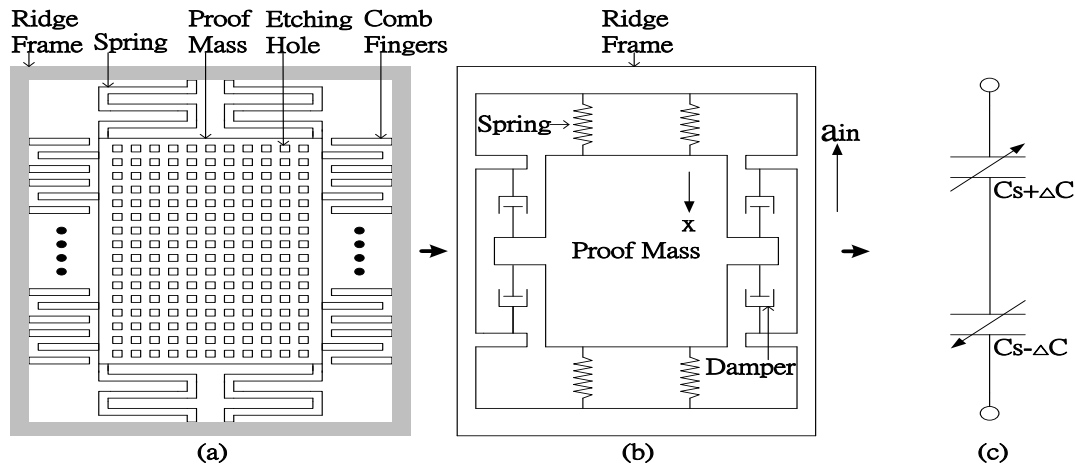 Ridge
Frame
Spring
Proof
Mass
Etching
Hole
Comb
Fingers
(a)
Ridge
Frame
Spring
ain
x
Proof Mass
Damper
(b)
Cs+△C
Cs-△C
(c)